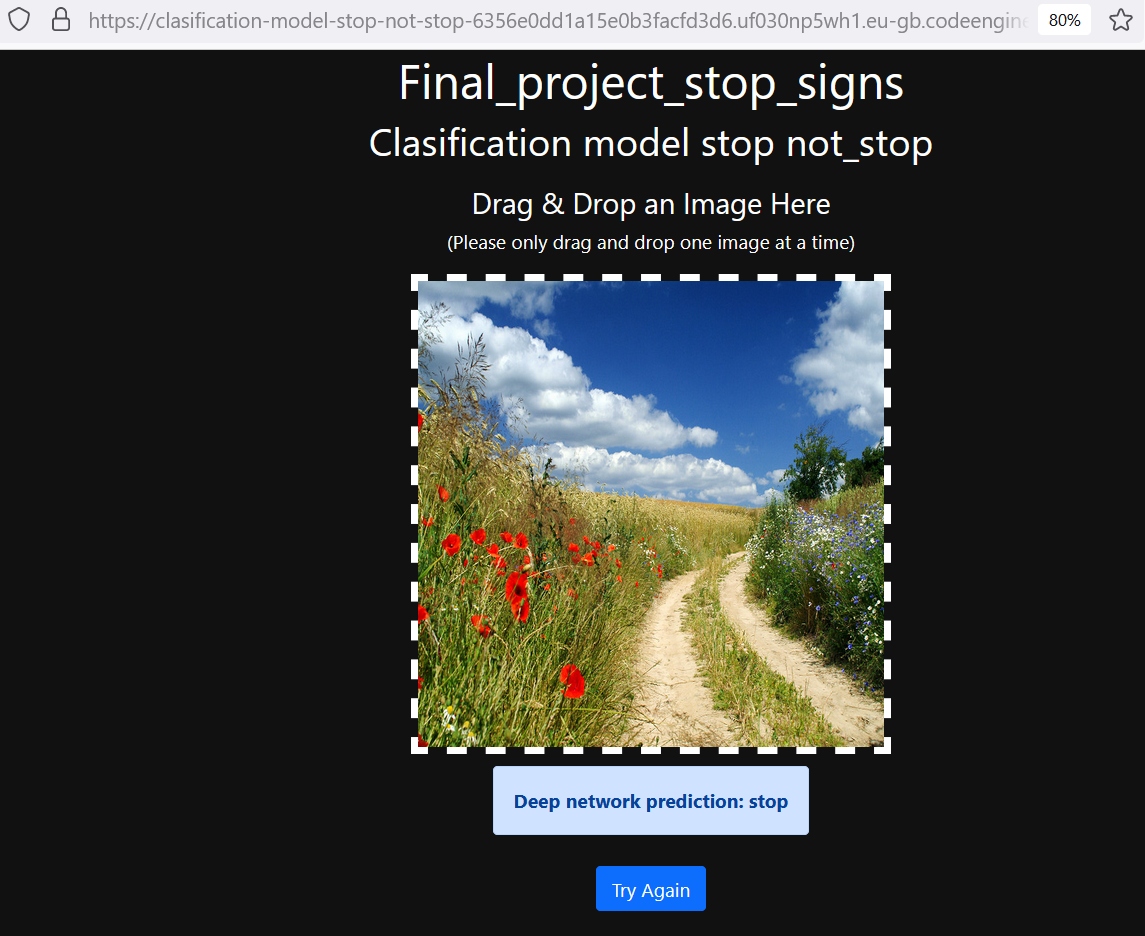 https://clasification-model-stop-not-stop-6356e0dd1a15e0b3facfd3d6.uf030np5wh1.eu-gb.codeengine
80%
Final_project_stop_signs
Clasification model stop not_stop
Drag & Drop an Image Here
(Please only drag and drop one image at a time)
Deep network prediction: stop
Try Again